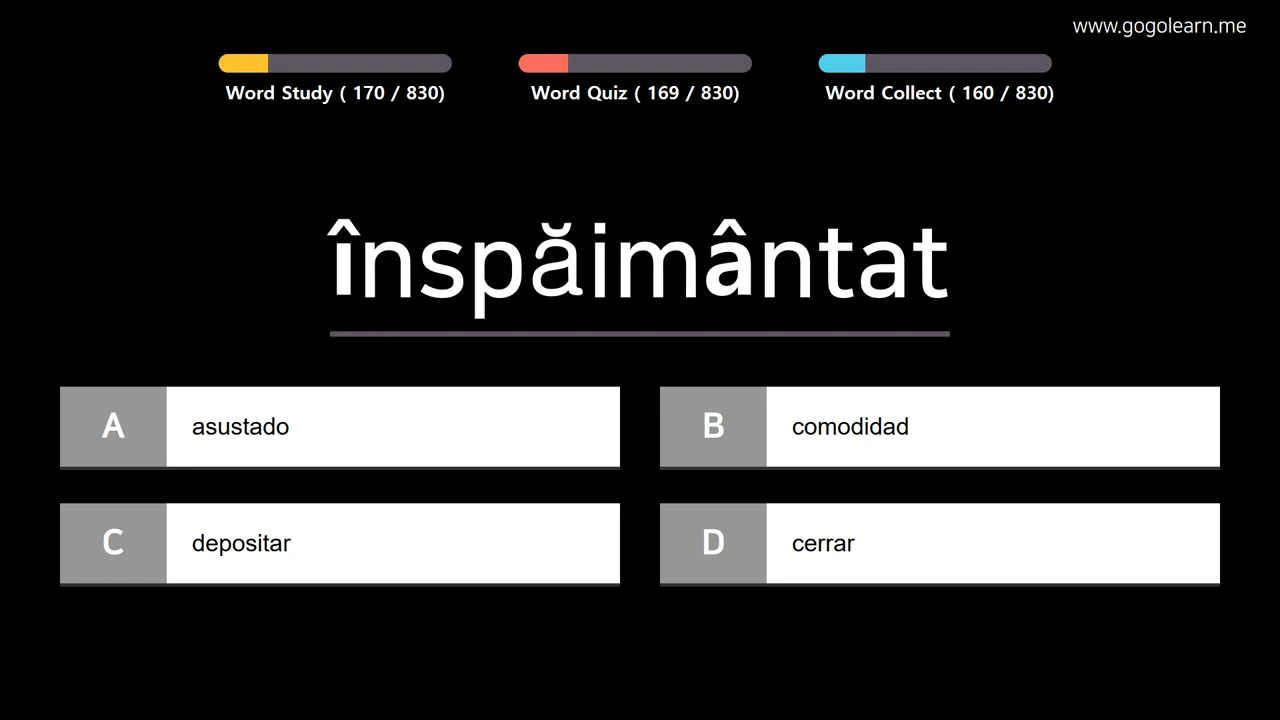 www.gogolearn.me
Word Study ( 170 / 830)
Word Quiz ( 169 / 830)
Word Collect ( 160 / 830)
înspăimântat
A asustado
B comodidad
C depositar
D cerrar